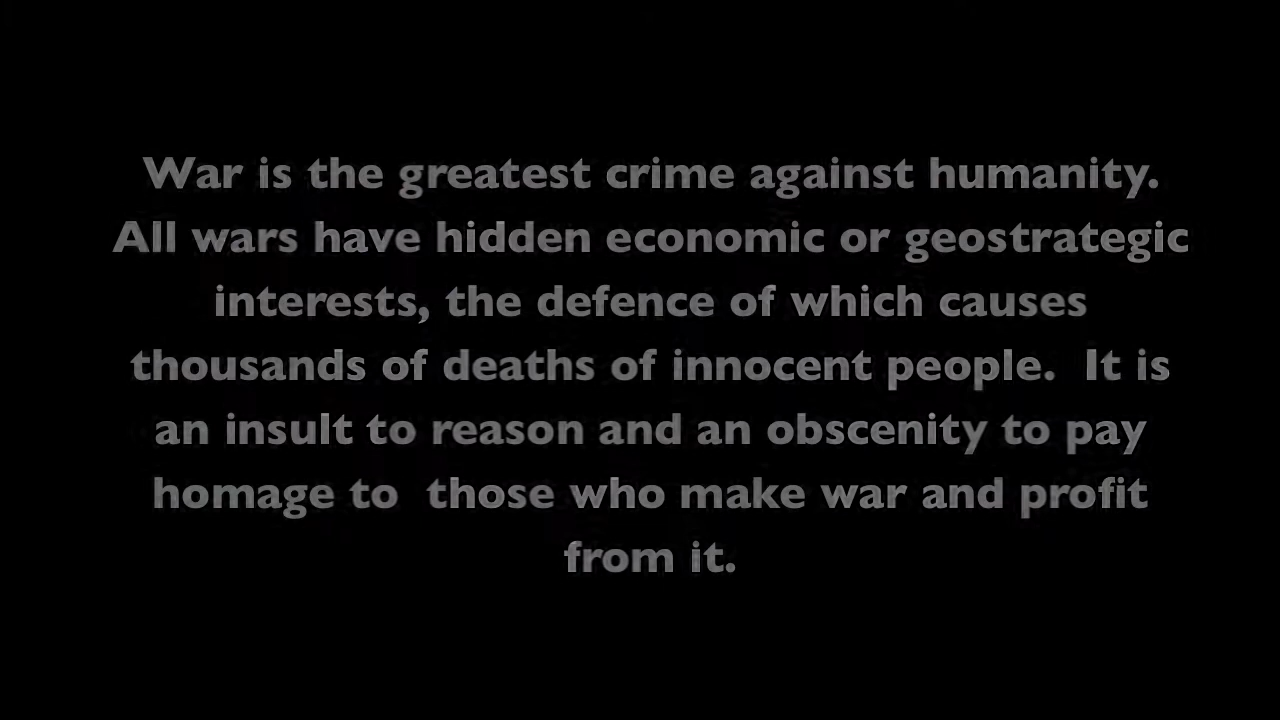 War is the greatest crime against humanity.
All wars have hidden economic or geostrategic
interests, the defence of which causes
thousands of deaths of innocent people.  It is
an insult to reason and an obscenity to pay
homage to  those who make war and profit
from it.